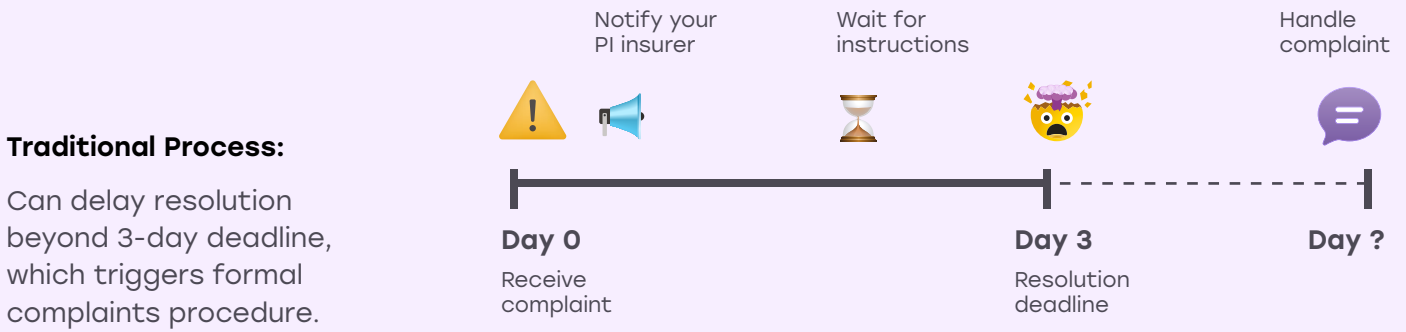 Notify your
PI insurer
Wait for
instructions
Handle
complaint
Traditional Process:
Can delay resolution
beyond 3-day deadline,
which triggers formal
complaints procedure.
Day 0
Receive
complaint
Day 3
Resolution
deadline
Day ?